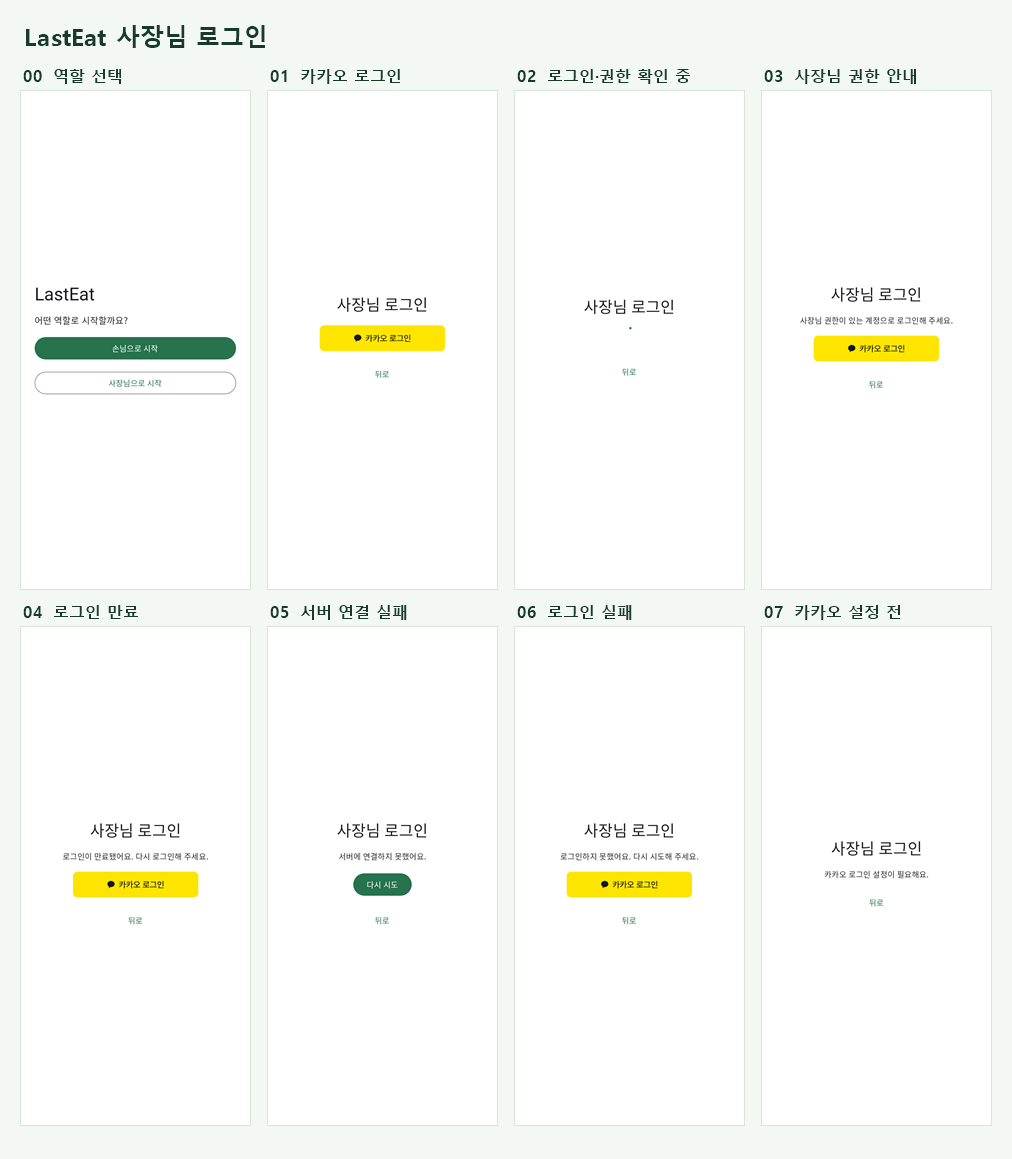 LastEat 사장님 로그인
00 역할 선택
LastEat
어떤 역할로 시작할까요?
손님으로 시작
사장님으로 시작
01 카카오 로그인
사장님 로그인
카카오 로그인
뒤로
02 로그인·권한 확인 중
사장님 로그인
뒤로
03 사장님 권한 안내
사장님 로그인
사장님 권한이 있는 계정으로 로그인해 주세요.
카카오 로그인
뒤로
04 로그인 만료
사장님 로그인
로그인이 만료됐어요. 다시 로그인해 주세요.
카카오 로그인
뒤로
05 서버 연결 실패
사장님 로그인
서버에 연결하지 못했어요.
다시 시도
뒤로
06 로그인 실패
사장님 로그인
로그인하지 못했어요. 다시 시도해 주세요.
카카오 로그인
뒤로
07 카카오 설정 전
사장님 로그인
카카오 로그인 설정이 필요해요.
뒤로